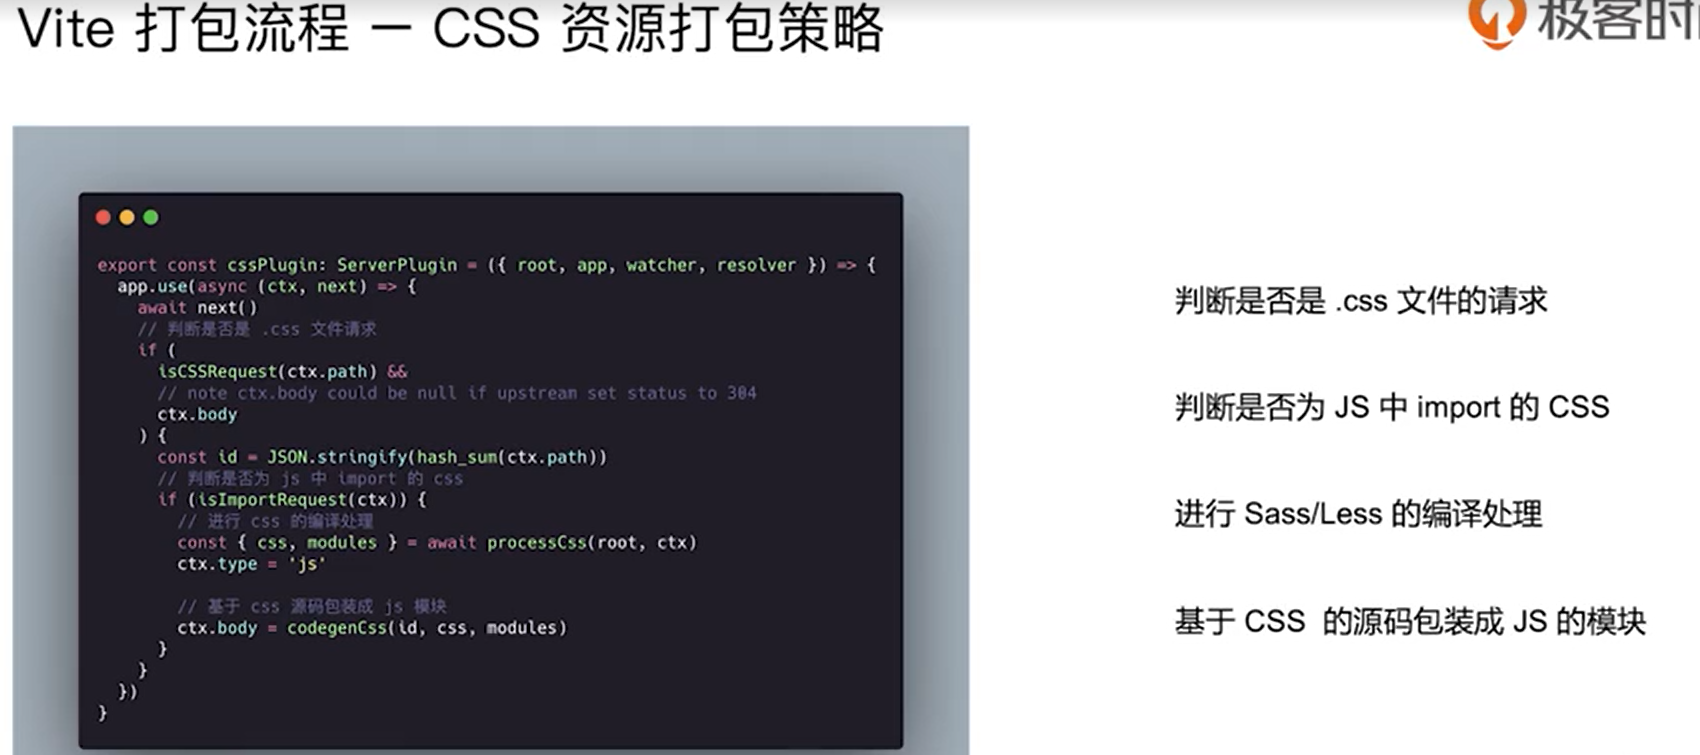 Vite 打包流程 — CSS 资源打包策略
极客时
export const cssPlugin: ServerPlugin = ({ root, app, watcher, resolver }) => {
app.use(async (ctx, next) => {
await next()
// 判断是否是 .css 文件请求
if (
isCSSRequest(ctx.path) &&
// note ctx.body could be null if upstream set status to 304
ctx.body
) {
const id = JSON.stringify(hash_sum(ctx.path))
// 判断是否为 js 中 import 的 css
if (isImportRequest(ctx)) {
// 进行 css 的编译处理
const { css, modules } = await processCss(root, ctx)
ctx.type = 'js'
// 基于 css 源码包装成 js 模块
ctx.body = codegenCss(id, css, modules)
}
}
})
}
判断是否是 .css 文件的请求
判断是否为 JS 中 import 的 CSS
进行 Sass/Less 的编译处理
基于 CSS 的源码包装成 JS 的模块